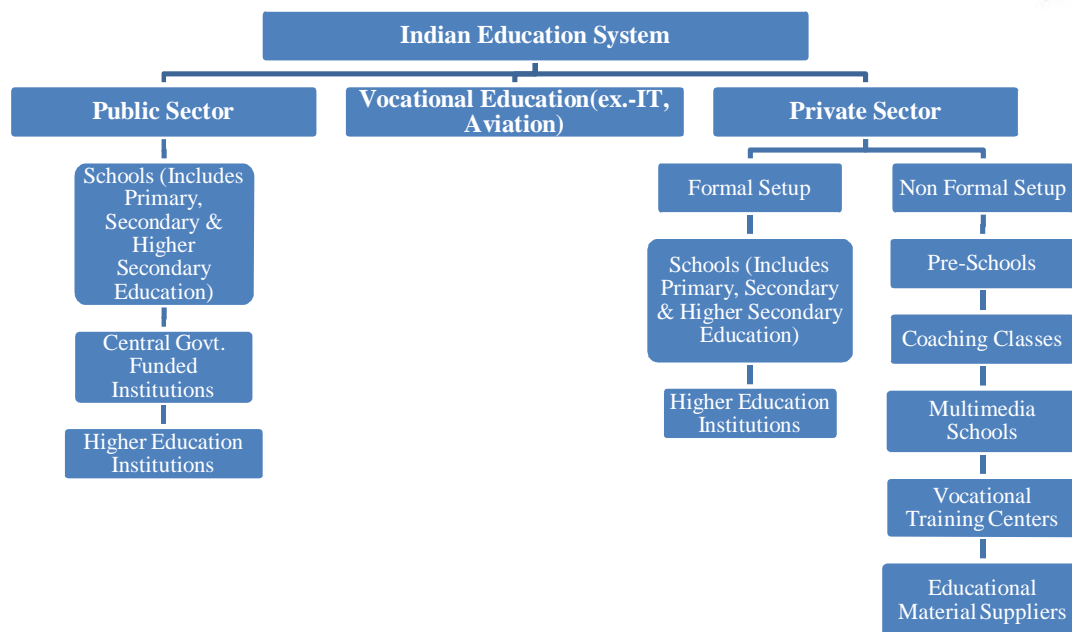 Indian Education System
Public Sector
Vocational Education(ex.-IT,
Aviation)
Private Sector
Schools (Includes
Primary,
Secondary &
Higher
Secondary
Education)
Central Govt.
Funded
Institutions
Higher Education
Institutions
Formal Setup
Schools (Includes
Primary, Secondary
& Higher Secondary
Education)
Higher Education
Institutions
Non Formal Setup
Pre-Schools
Coaching Classes
Multimedia
Schools
Vocational
Training Centers
Educational
Material Suppliers